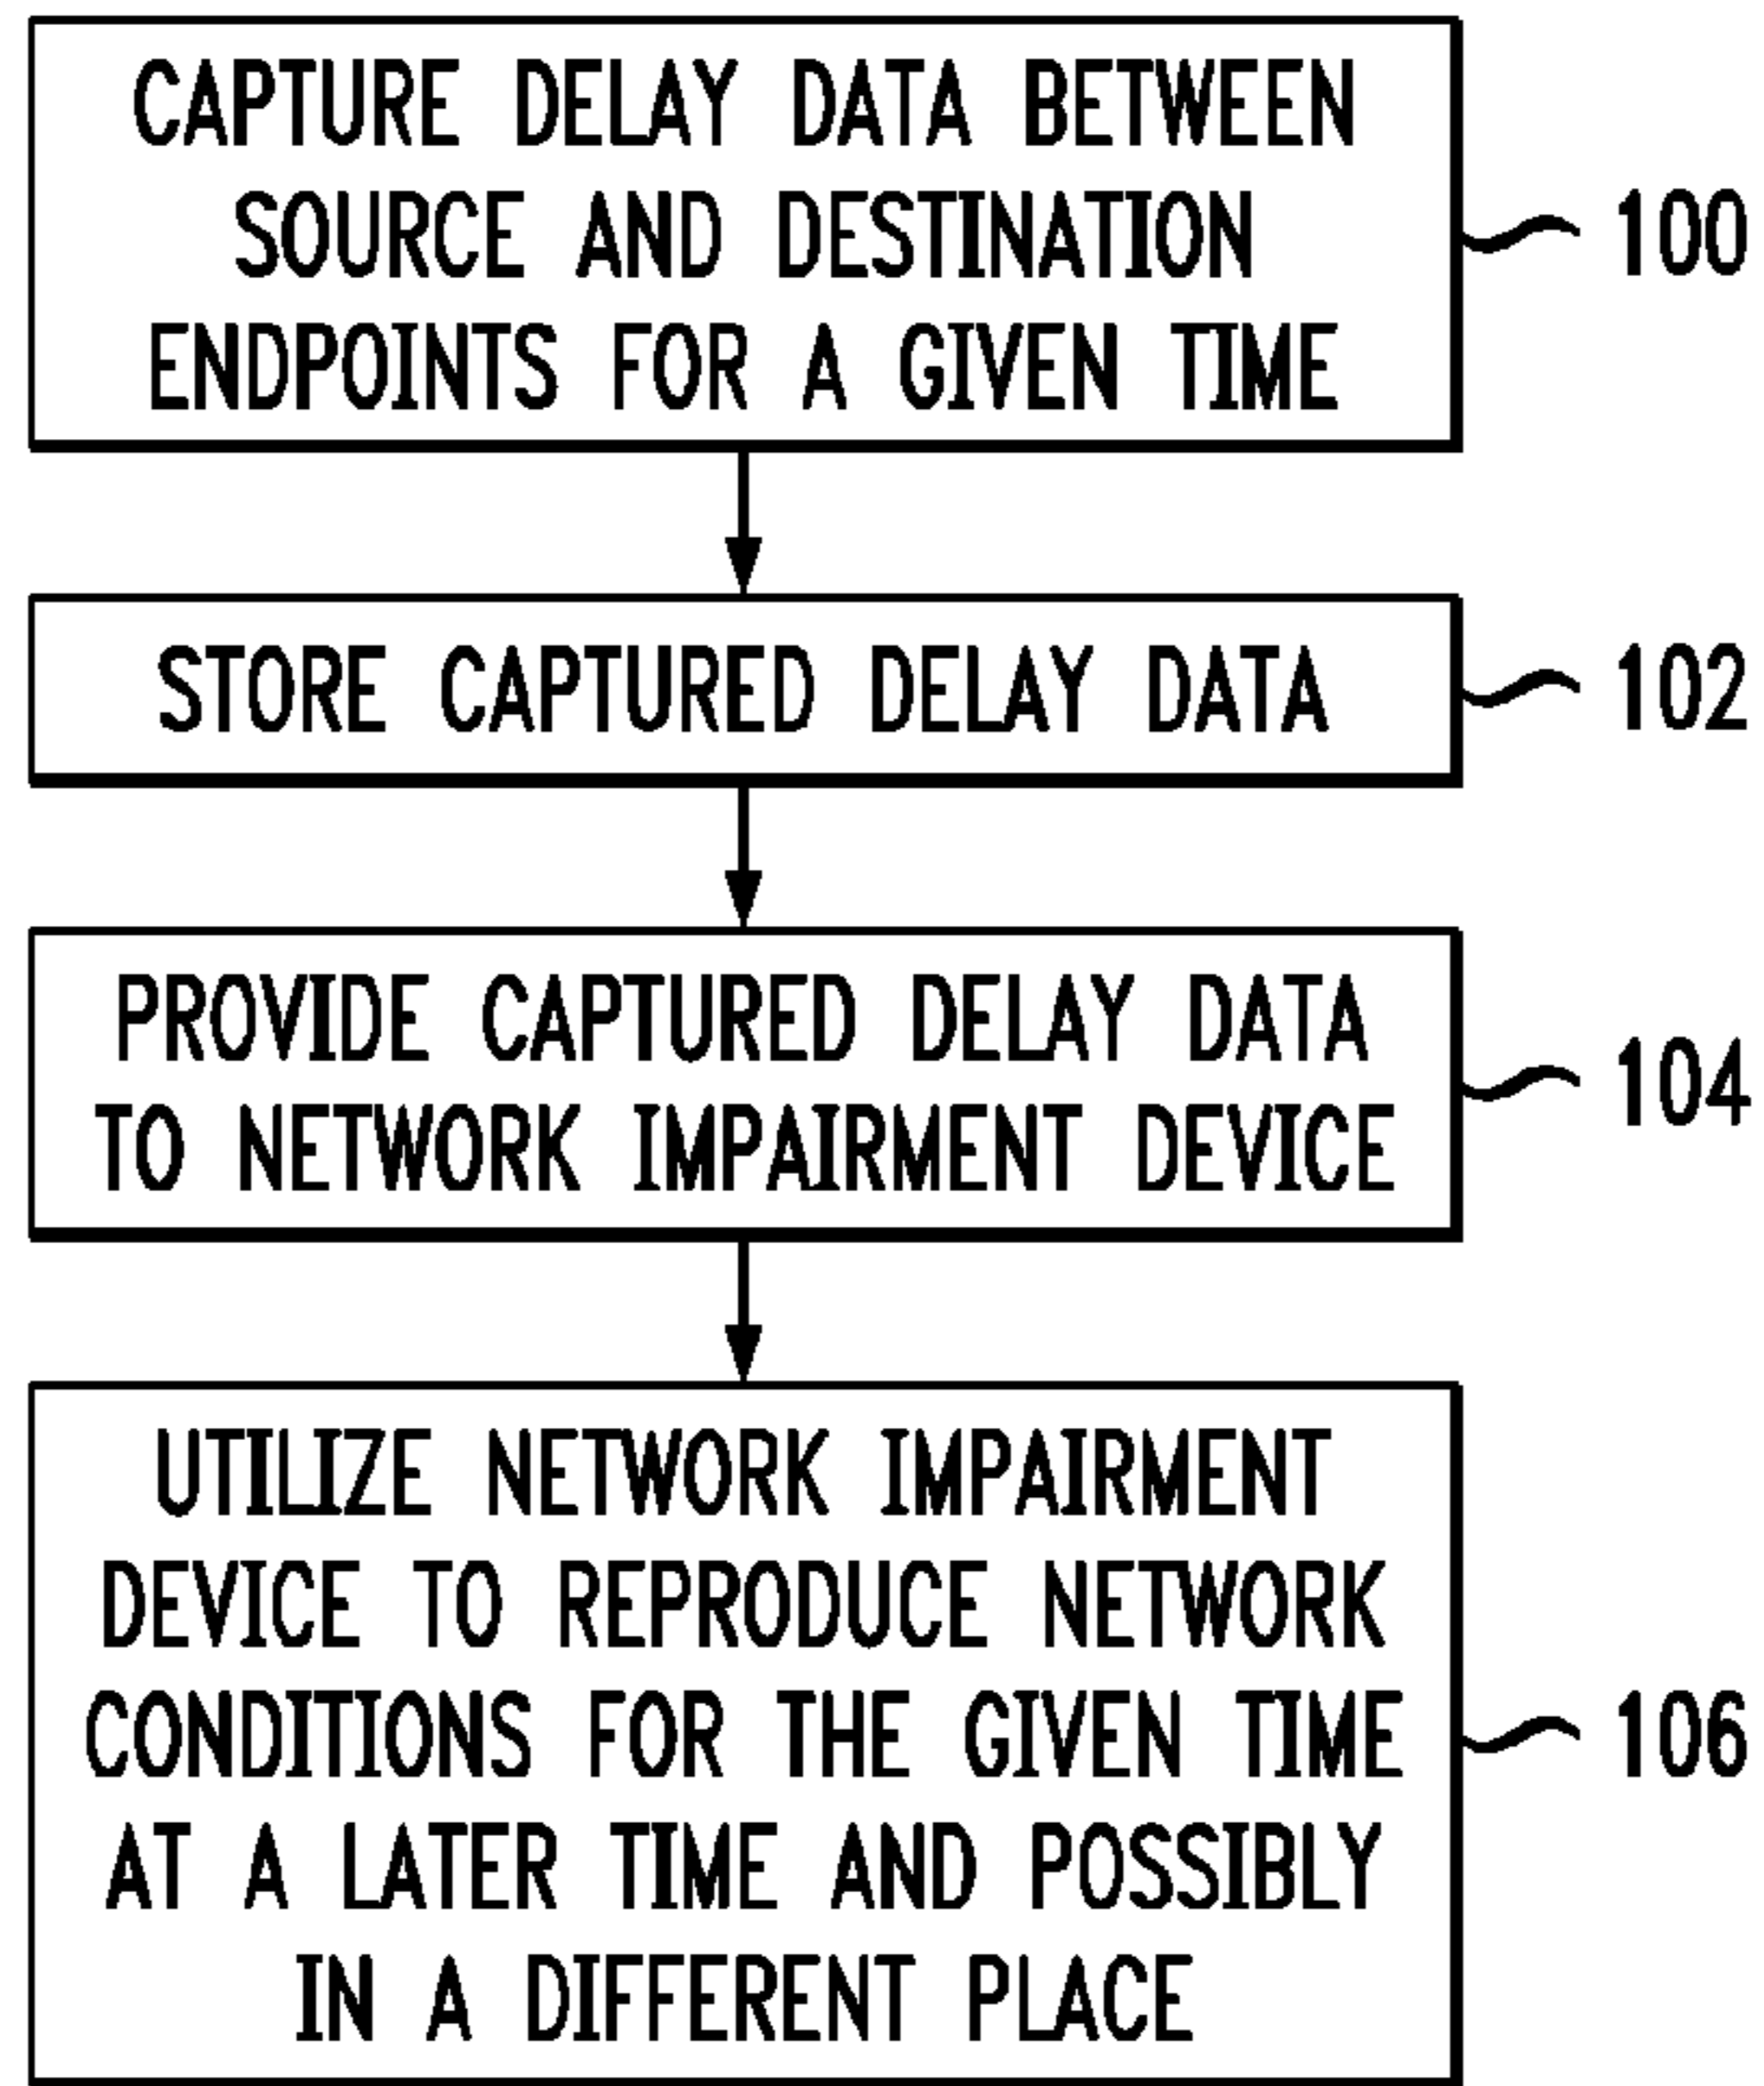 CAPTURE DELAY DATA BETWEEN
SOURCE AND DESTINATION
ENDPOINTS FOR A GIVEN TIME
100
STORE CAPTURED DELAY DATA
102
PROVIDE CAPTURED DELAY DATA
TO NETWORK IMPAIRMENT DEVICE
104
UTILIZE NETWORK IMPAIRMENT
DEVICE TO REPRODUCE NETWORK
CONDITIONS FOR THE GIVEN TIME
AT A LATER TIME AND POSSIBLY
IN A DIFFERENT PLACE
106